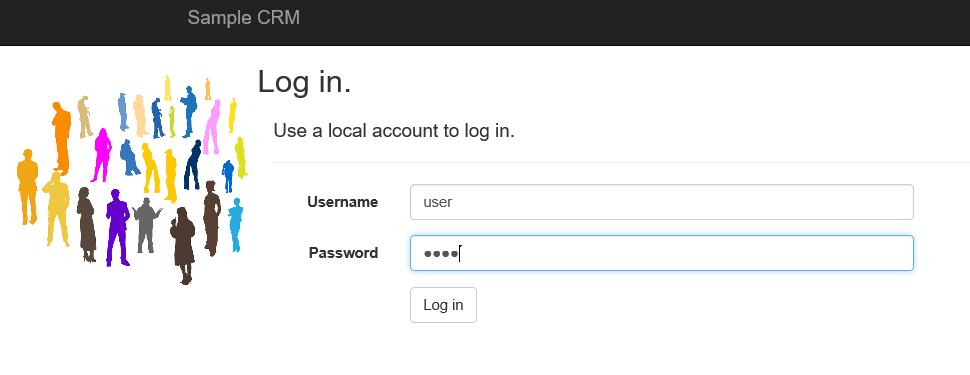 Sample CRM
Log in.
Use a local account to log in.
Username user
Password ●●●●
Log in